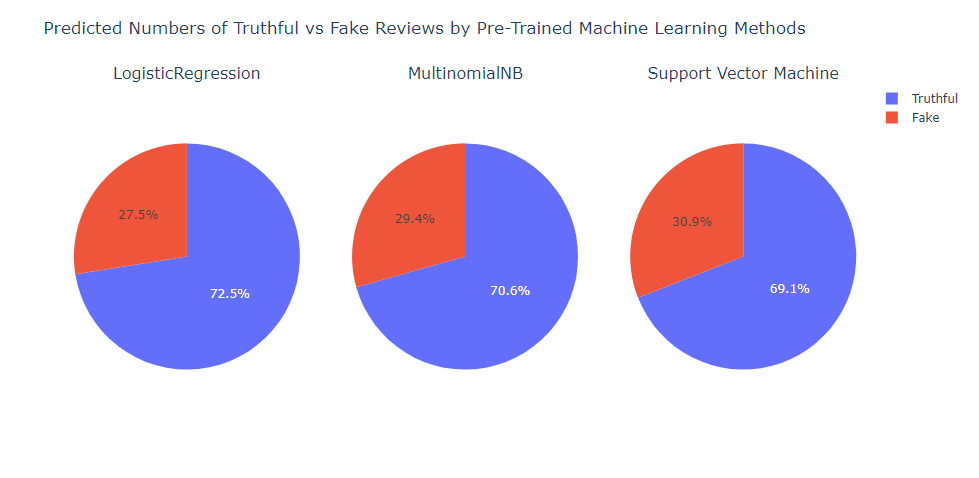 Predicted Numbers of Truthful vs Fake Reviews by Pre-Trained Machine Learning Methods
LogisticRegression
MultinomialNB
Support Vector Machine
Truthful
Fake
27.5%
72.5%
29.4%
70.6%
30.9%
69.1%